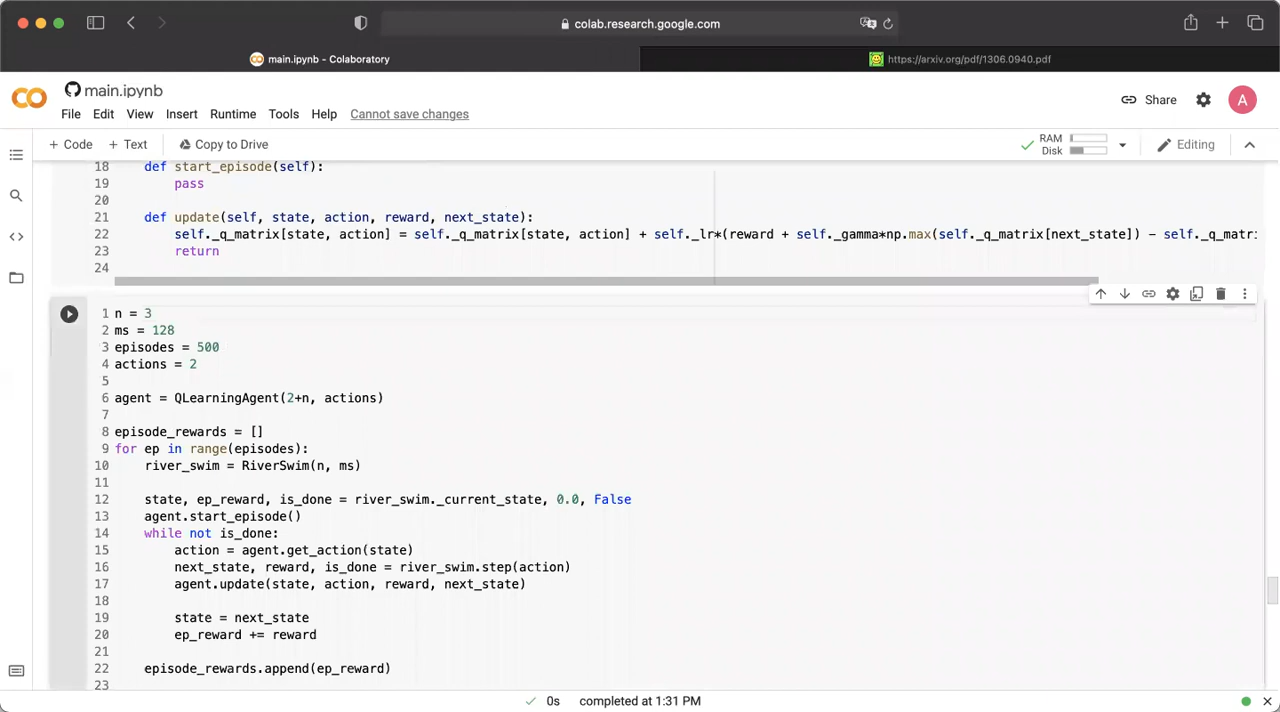 colab.research.google.com
main.ipynb - Colaboratory
https://arxiv.org/pdf/1306.0940.pdf
main.ipynb
Share
A
File Edit View Insert Runtime Tools Help Cannot save changes
+ Code + Text Copy to Drive
RAM
Disk
Editing
18 def start_episode(self):
19 pass
20
21 def update(self, state, action, reward, next_state):
22 self._q_matrix[state, action] = self._q_matrix[state, action] + self._lr*(reward + self._gamma*np.max(self._q_matrix[next_state]) - self._q_matri
23 return
24
1 n = 3
2 ms = 128
3 episodes = 500
4 actions = 2
5
6 agent = QLearningAgent(2+n, actions)
7
8 episode_rewards = []
9 for ep in range(episodes):
10 river_swim = RiverSwim(n, ms)
11
12 state, ep_reward, is_done = river_swim._current_state, 0.0, False
13 agent.start_episode()
14 while not is_done:
15 action = agent.get_action(state)
16 next_state, reward, is_done = river_swim.step(action)
17 agent.update(state, action, reward, next_state)
18
19 state = next_state
20 ep_reward += reward
21
22 episode_rewards.append(ep_reward)
23
0s completed at 1:31 PM